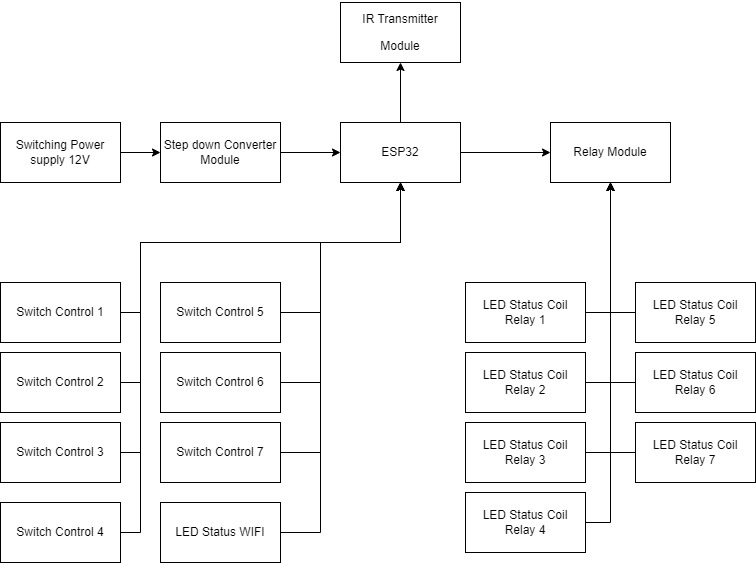 IR Transmitter
Module
Switching Power
supply 12V
Step down Converter
Module
ESP32
Relay Module
Switch Control 1
Switch Control 5
LED Status Coil
Relay 1
LED Status Coil
Relay 5
Switch Control 2
Switch Control 6
LED Status Coil
Relay 2
LED Status Coil
Relay 6
Switch Control 3
Switch Control 7
LED Status Coil
Relay 3
LED Status Coil
Relay 7
Switch Control 4
LED Status WIFI
LED Status Coil
Relay 4